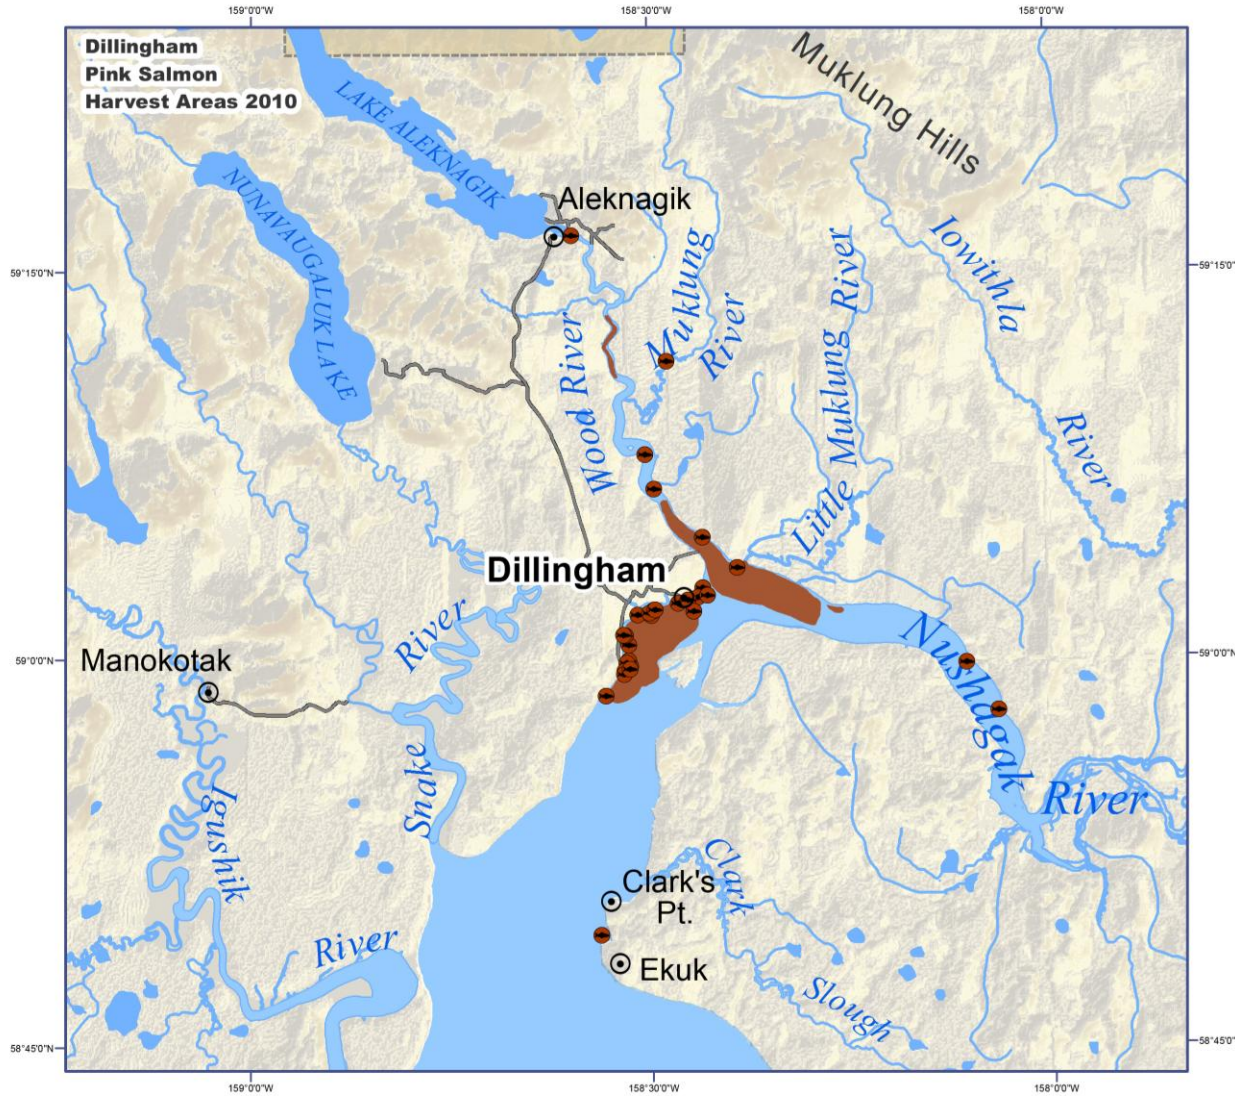 159°0'0"W
158°30'0"W
158°0'0"W
Dillingham
Pink Salmon
Harvest Areas 2010
Muklung Hills
LAKE ALEKNAGIK
Aleknagik
NUNAVAUGALUK LAKE
59°15'0"N
59°15'0"N
Muklung
River
Wood River
Little Muklung River
Iowithla
River
Dillingham
River
Snake
Manokotak
59°0'0"N
59°0'0"N
Nushagak
River
Igushik
River
Clark's
Pt.
Clark
Slough
Ekuk
58°45'0"N
58°45'0"N
159°0'0"W
158°30'0"W
158°0'0"W